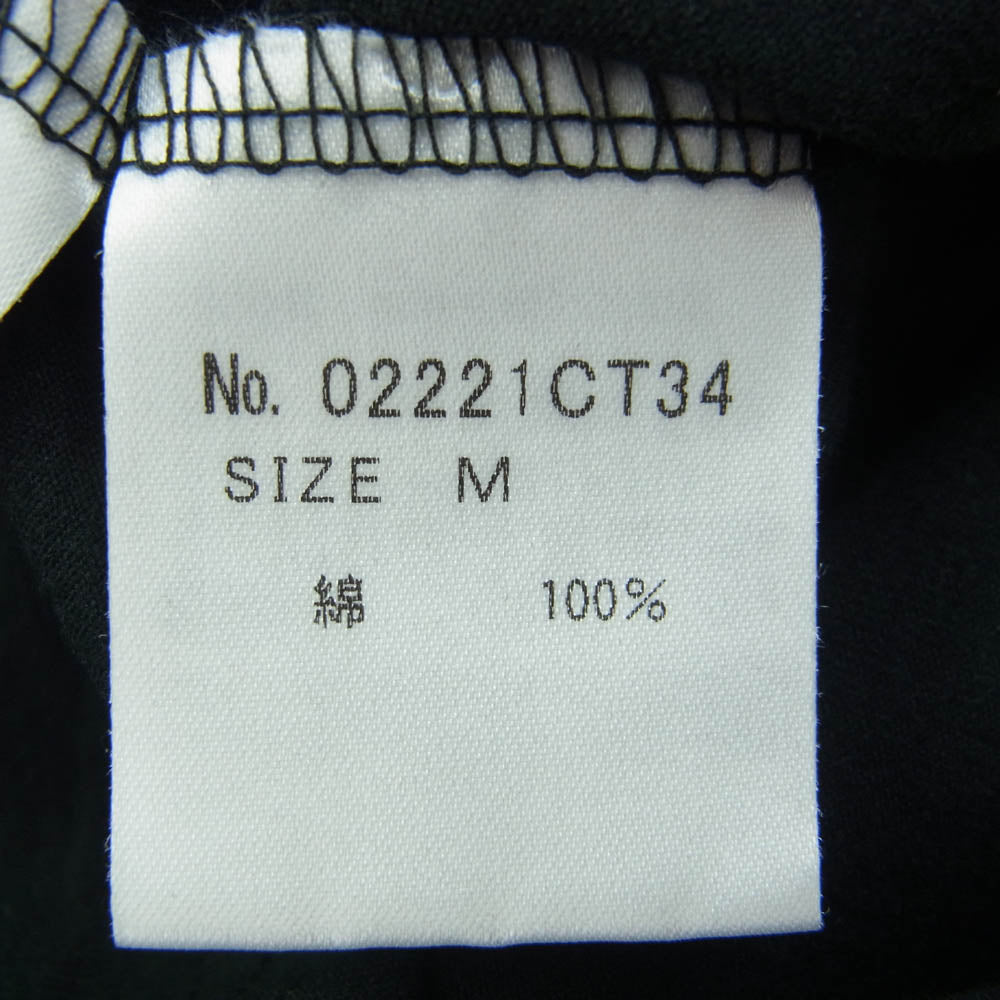 No. 02221CT34
SIZE M
綿 100%